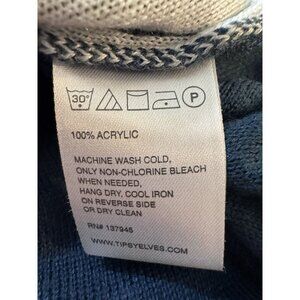 30°
P
100% ACRYLIC
MACHINE WASH COLD,
ONLY NON-CHLORINE BLEACH
WHEN NEEDED,
HANG DRY, COOL IRON
ON REVERSE SIDE
OR DRY CLEAN
RN# 137945
WWW.TIPSYELVES.COM